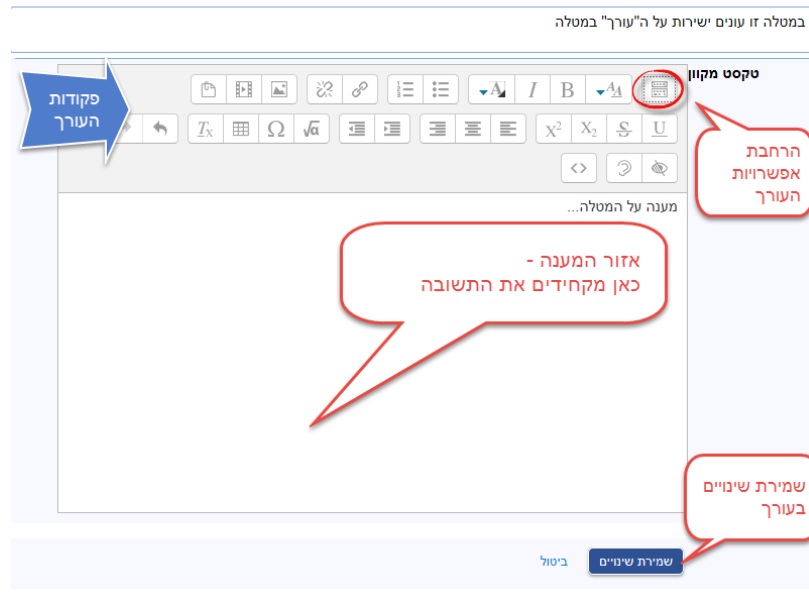 במטלה זו עונים ישירות על ה"עורך" במטלה
טקסט מקוון
פקודות
העורך
הרחבת
אפשרויות
העורך
מענה על המטלה...
אזור המענה -
כאן מקחידים את התשובה
שמירת שינויים
בעורך
שמירת שינויים
ביטול